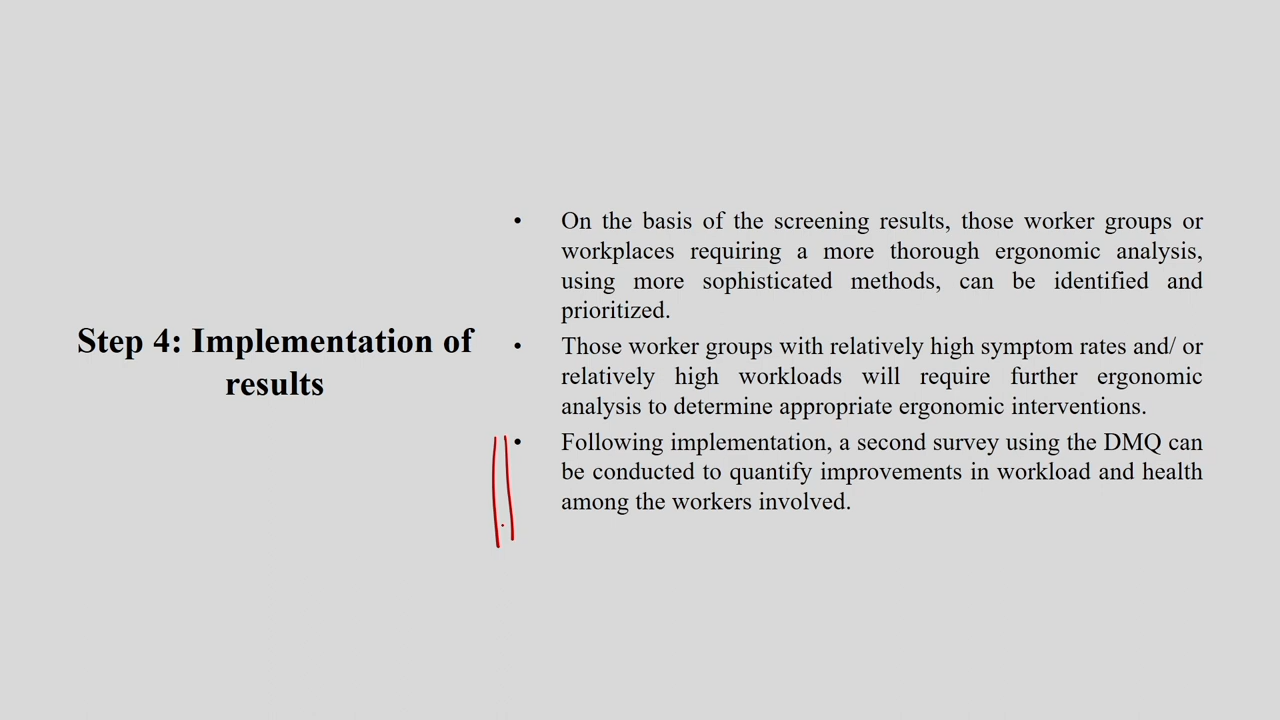 Step 4: Implementation of
results
• On the basis of the screening results, those worker groups or
workplaces requiring a more thorough ergonomic analysis,
using more sophisticated methods, can be identified and
prioritized.
• Those worker groups with relatively high symptom rates and/ or
relatively high workloads will require further ergonomic
analysis to determine appropriate ergonomic interventions.
• Following implementation, a second survey using the DMQ can
be conducted to quantify improvements in workload and health
among the workers involved.